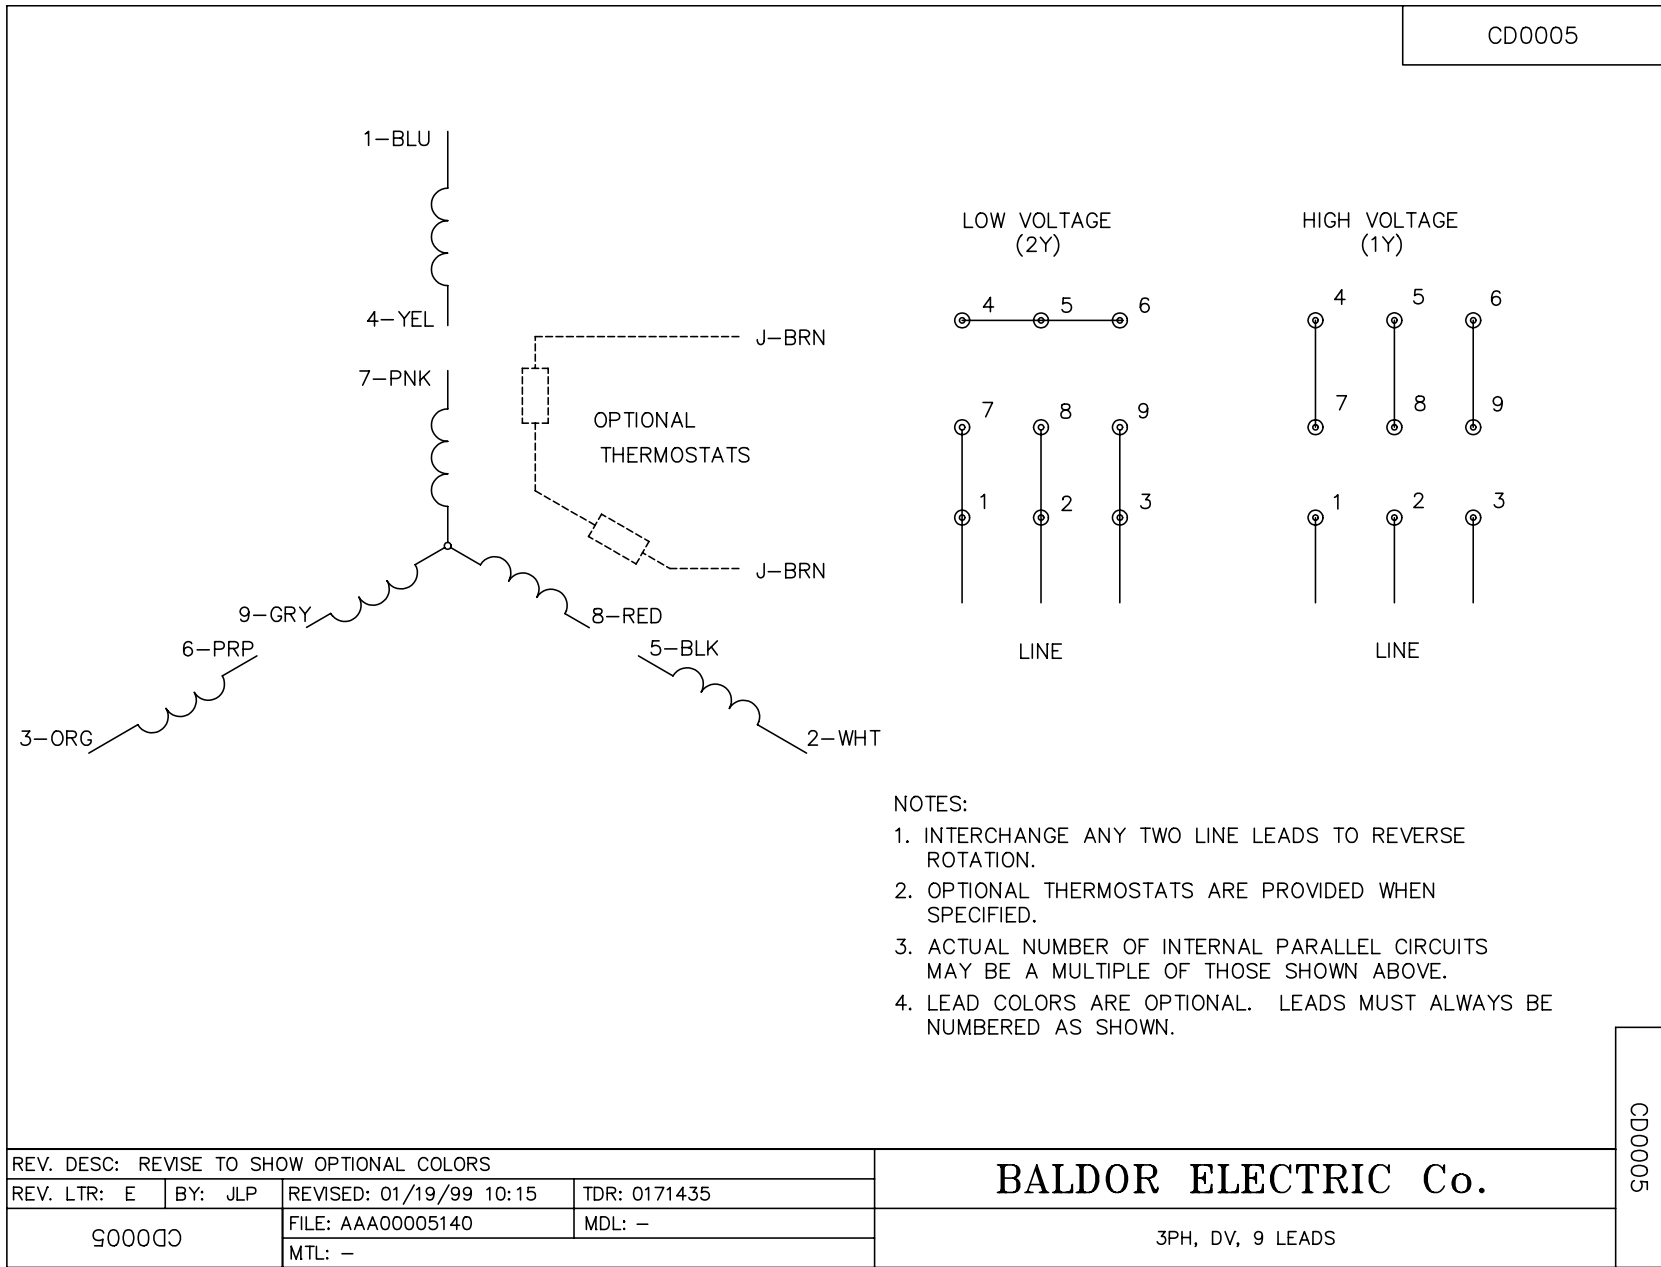 CD0005
1-BLU
4-YEL
7-PNK
J-BRN
OPTIONAL
THERMOSTATS
J-BRN
9-GRY
8-RED
6-PRP
5-BLK
3-ORG
2-WHT
LOW VOLTAGE
(2Y)
4 5 6
7 8 9
1 2 3
LINE
HIGH VOLTAGE
(1Y)
4 5 6
7 8 9
1 2 3
LINE
NOTES:
1. INTERCHANGE ANY TWO LINE LEADS TO REVERSE
ROTATION.
2. OPTIONAL THERMOSTATS ARE PROVIDED WHEN
SPECIFIED.
3. ACTUAL NUMBER OF INTERNAL PARALLEL CIRCUITS
MAY BE A MULTIPLE OF THOSE SHOWN ABOVE.
4. LEAD COLORS ARE OPTIONAL. LEADS MUST ALWAYS BE
NUMBERED AS SHOWN.
CD0005
REV. DESC: REVISE TO SHOW OPTIONAL COLORS
REV. LTR: E BY: JLP REVISED: 01/19/99 10:15 TDR: 0171435
CD0005
FILE: AAA00005140 MDL: -
MTL: -
BALDOR ELECTRIC Co.
3PH, DV, 9 LEADS